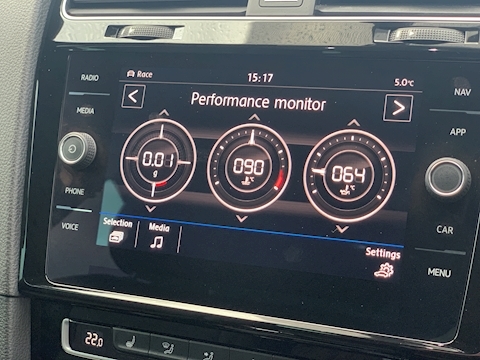 RADIO
MEDIA
PHONE
VOICE
Race
15:17
5.0°C
Performance monitor
0.01
g
090
°C
064
°C
Selection
Media
Settings
NAV
APP
CAR
MENU
22.0